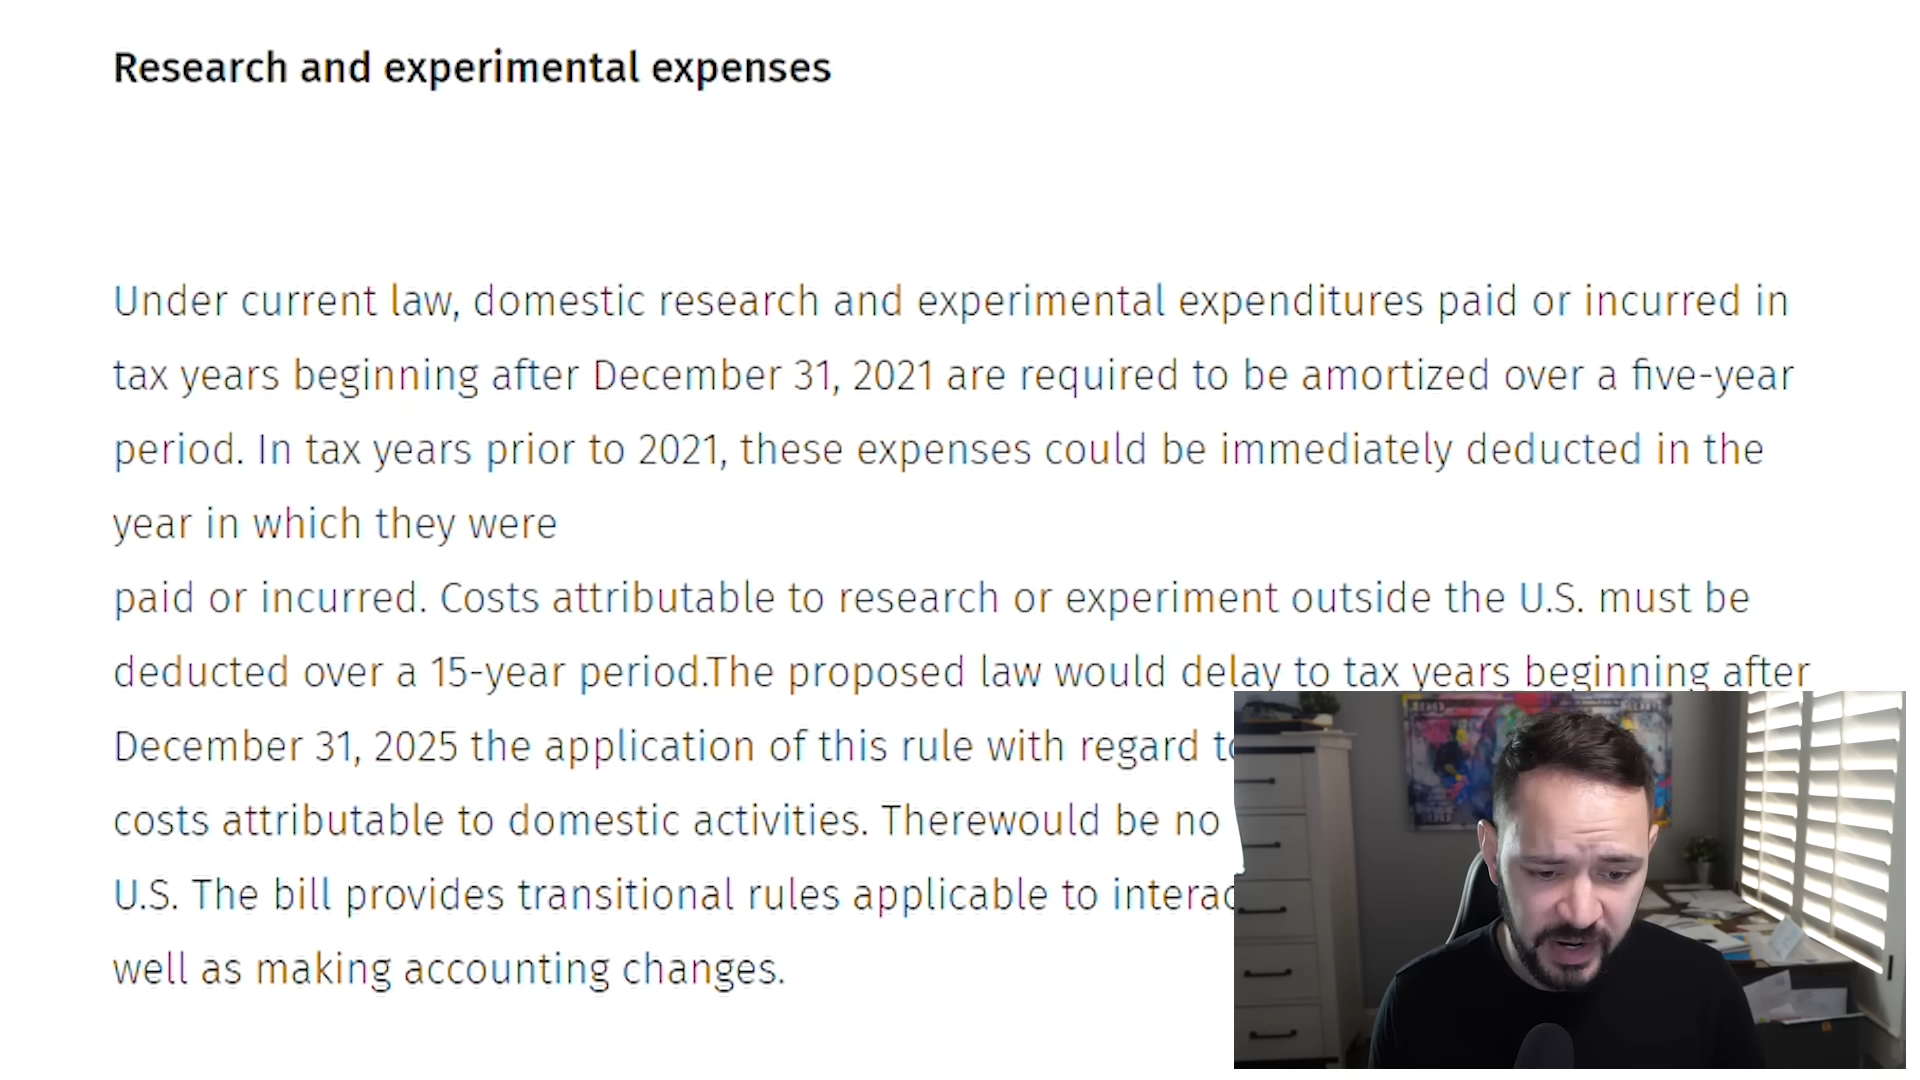 Research and experimental expenses
Under current law, domestic research and experimental expenditures paid or incurred in
tax years beginning after December 31, 2021 are required to be amortized over a five-year
period. In tax years prior to 2021, these expenses could be immediately deducted in the
year in which they were
paid or incurred. Costs attributable to research or experiment outside the U.S. must be
deducted over a 15-year period.The proposed law would delay to tax years beginning after
December 31, 2025 the application of this rule with regard
costs attributable to domestic activities. Therewould be no
U.S. The bill provides transitional rules applicable to
well as making accounting changes.